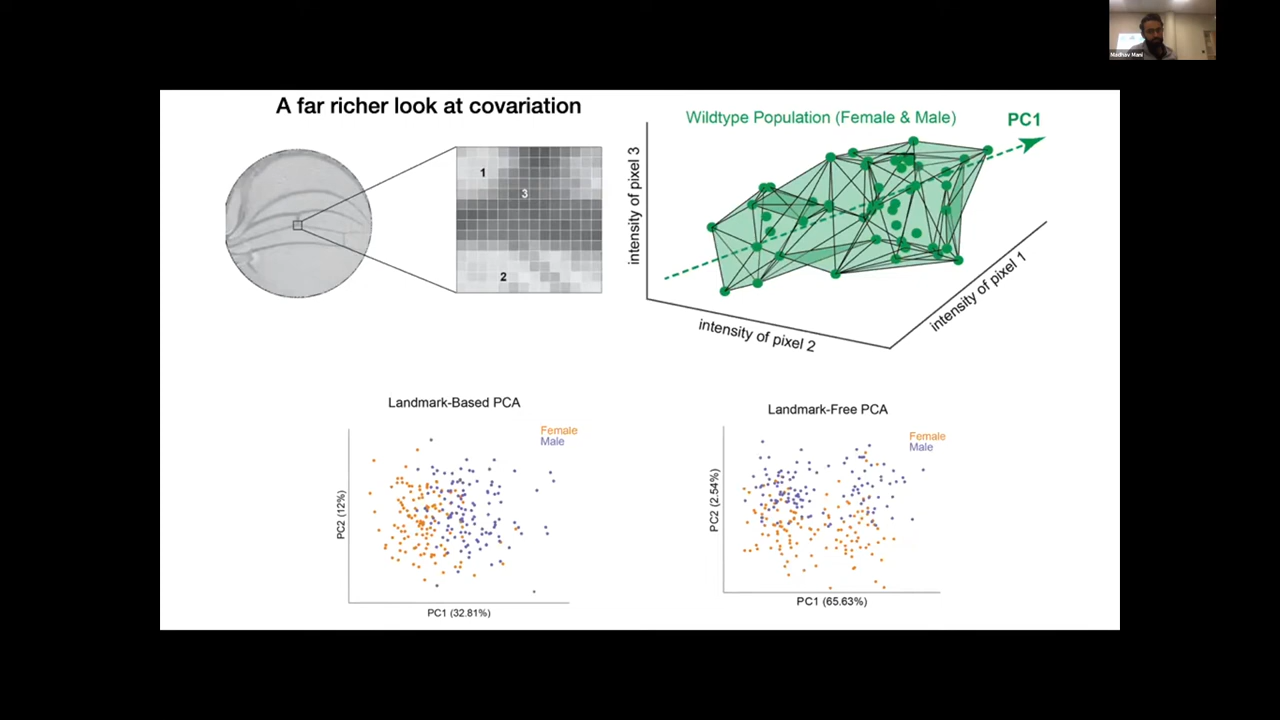 Madhav Mani
A far richer look at covariation
1
3
2
Wildtype Population (Female & Male)
PC1
intensity of pixel 3
intensity of pixel 2
intensity of pixel 1
Landmark-Based PCA
Female
Male
PC2 (12%)
PC1 (32.81%)
Landmark-Free PCA
Female
Male
PC2 (2.54%)
PC1 (65.63%)